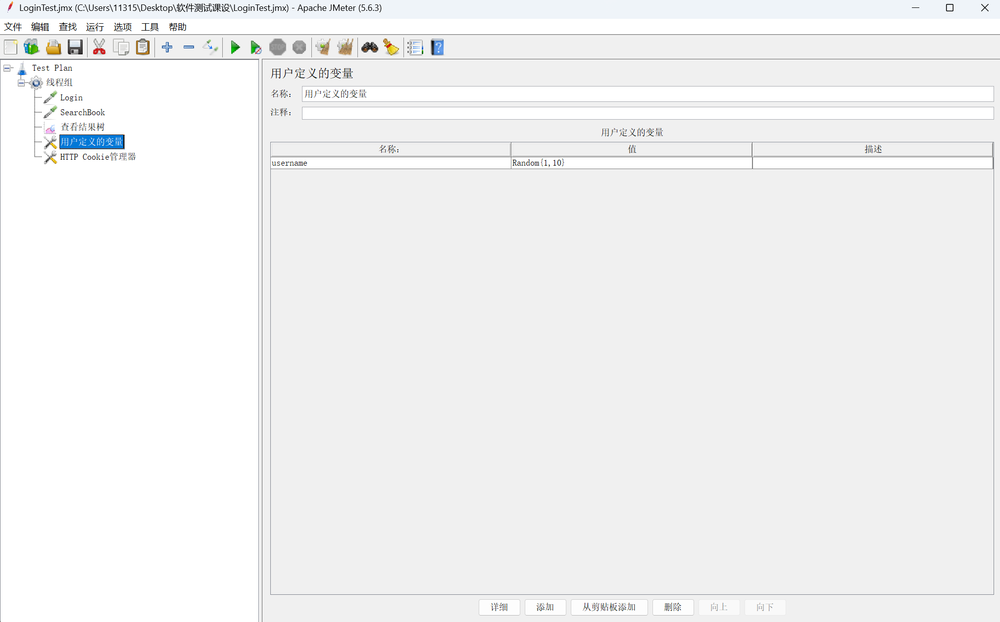 LoginTest.jmx (C:\Users\11315\Desktop\软件测试课设\LoginTest.jmx) - Apache JMeter (5.6.3)
文件 编辑 查找 运行 选项 工具 帮助
STOP
Test Plan
线程组
Login
SearchBook
查看结果树
用户定义的变量
HTTP Cookie管理器
用户定义的变量
名称： 用户定义的变量
注释：
用户定义的变量
名称： 值 描述
username Random{1,10}
详细 添加 从剪贴板添加 删除 向上 向下